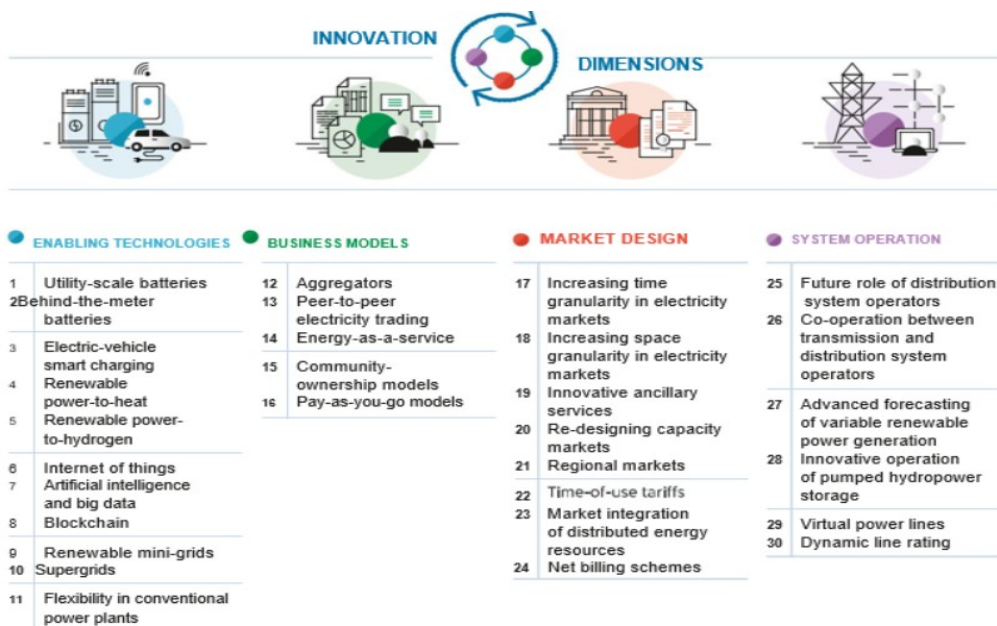 INNOVATION
DIMENSIONS
ENABLING TECHNOLOGIES
1 Utility-scale batteries
2Behind-the-meter
batteries
3 Electric-vehicle
smart charging
4 Renewable
power-to-heat
5 Renewable power-
to-hydrogen
6 Internet of things
7 Artificial intelligence
and big data
8 Blockchain
9 Renewable mini-grids
10 Supergrids
11 Flexibility in conventional
power plants
BUSINESS MODELS
12 Aggregators
13 Peer-to-peer
electricity trading
14 Energy-as-a-service
15 Community-
ownership models
16 Pay-as-you-go models
MARKET DESIGN
17 Increasing time
granularity in electricity
markets
18 Increasing space
granularity in electricity
markets
19 Innovative ancillary
services
20 Re-designing capacity
markets
21 Regional markets
22 Time-of-use tariffs
23 Market integration
of distributed energy
resources
24 Net billing schemes
SYSTEM OPERATION
25 Future role of distribution
system operators
26 Co-operation between
transmission and
distribution system
operators
27 Advanced forecasting
of variable renewable
power generation
28 Innovative operation
of pumped hydropower
storage
29 Virtual power lines
30 Dynamic line rating